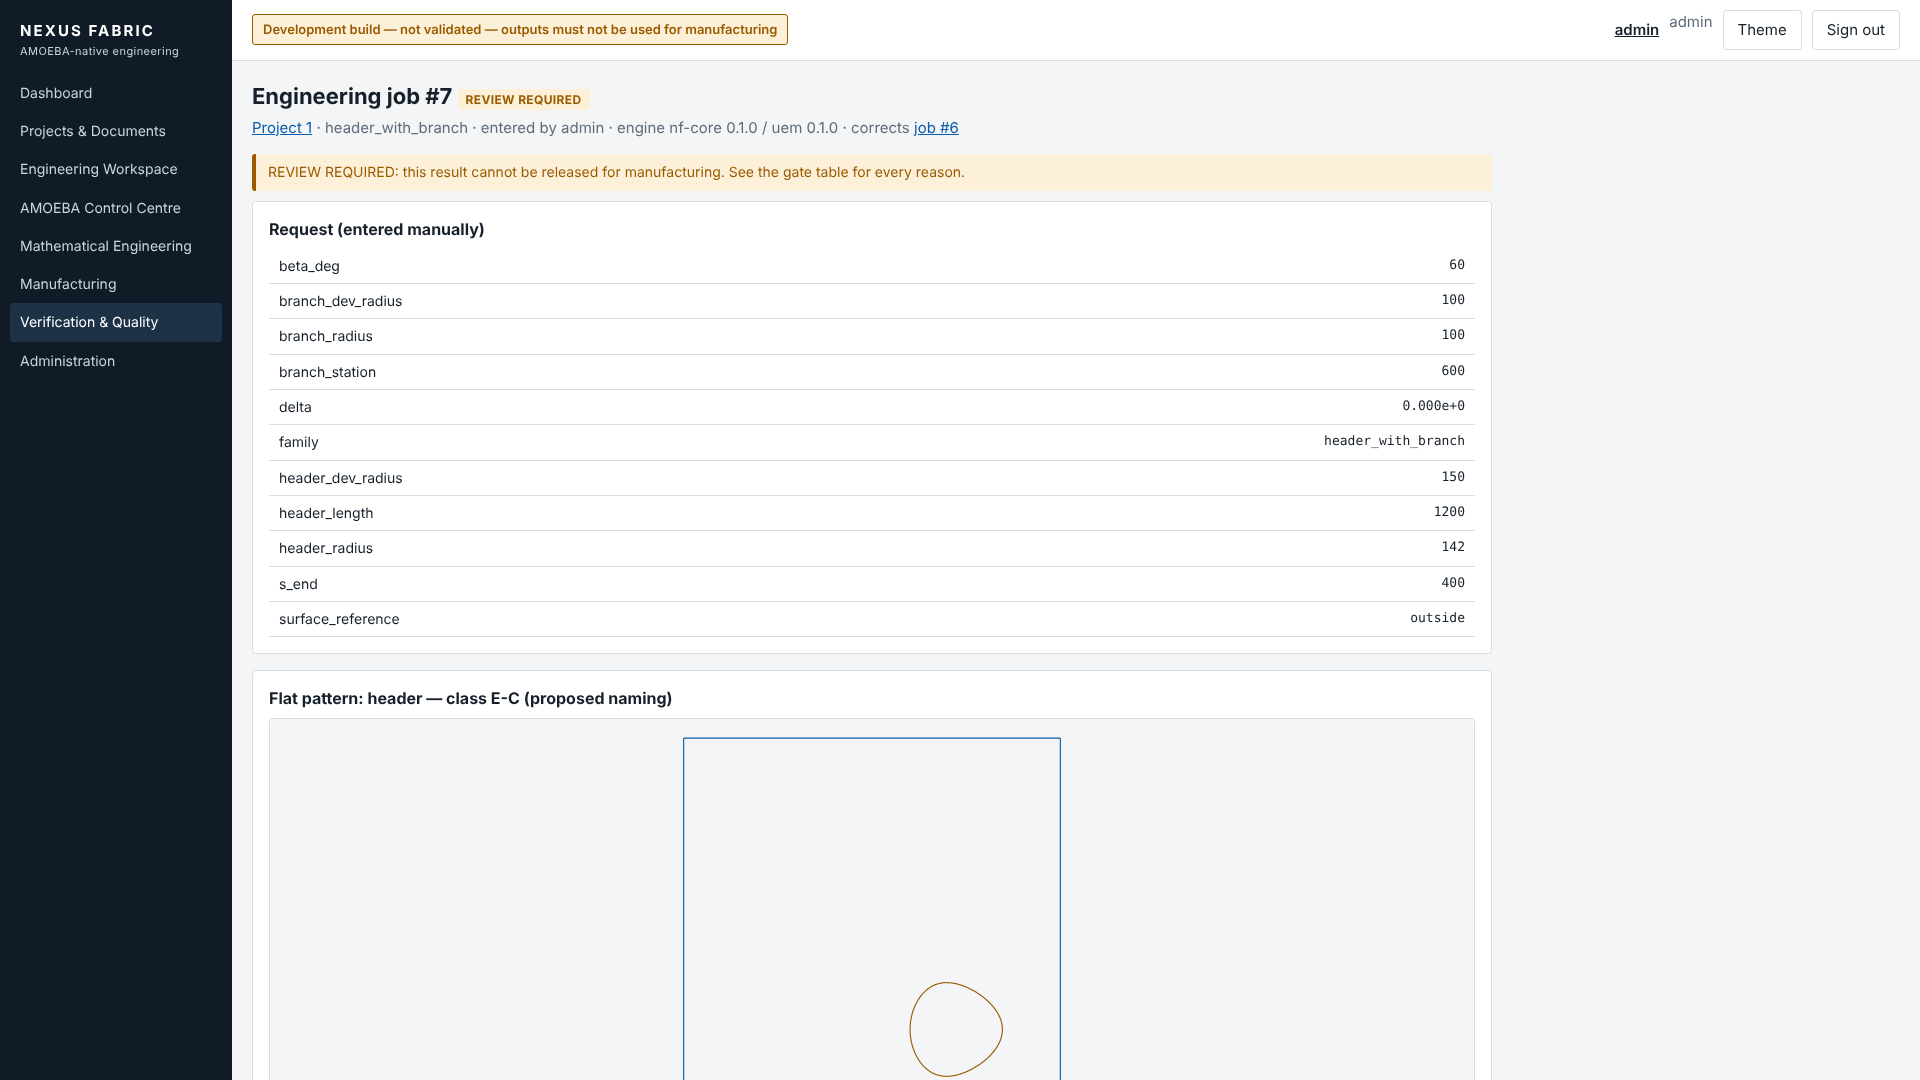 NEXUS FABRIC
AMOEBA-native engineering
Dashboard
Projects & Documents
Engineering Workspace
AMOEBA Control Centre
Mathematical Engineering
Manufacturing
Verification & Quality
Administration
Development build — not validated — outputs must not be used for manufacturing
admin admin Theme Sign out
Engineering job #7 REVIEW REQUIRED
Project 1 · header_with_branch · entered by admin · engine nf-core 0.1.0 / uem 0.1.0 · corrects job #6
REVIEW REQUIRED: this result cannot be released for manufacturing. See the gate table for every reason.
Request (entered manually)
beta_deg 60
branch_dev_radius 100
branch_radius 100
branch_station 600
delta 0.000e+0
family header_with_branch
header_dev_radius 150
header_length 1200
header_radius 142
s_end 400
surface_reference outside
Flat pattern: header — class E-C (proposed naming)